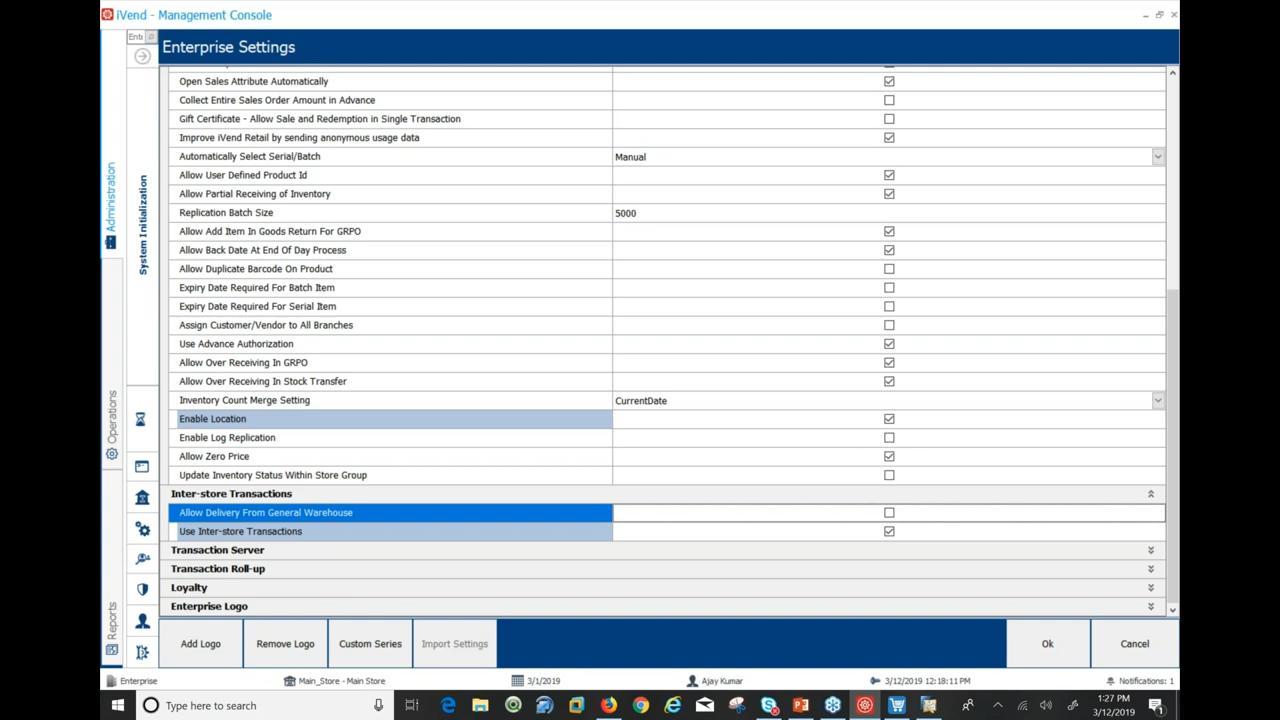 iVend - Management Console
Ent
Enterprise Settings
Open Sales Attribute Automatically
Collect Entire Sales Order Amount in Advance
Gift Certificate - Allow Sale and Redemption in Single Transaction
Improve iVend Retail by sending anonymous usage data
Automatically Select Serial/Batch Manual
Allow User Defined Product Id
Allow Partial Receiving of Inventory
Replication Batch Size 5000
Allow Add Item In Goods Return For GRPO
Allow Back Date At End Of Day Process
Allow Duplicate Barcode On Product
Expiry Date Required For Batch Item
Expiry Date Required For Serial Item
Assign Customer/Vendor to All Branches
Use Advance Authorization
Allow Over Receiving In GRPO
Allow Over Receiving In Stock Transfer
Inventory Count Merge Setting CurrentDate
Enable Location
Enable Log Replication
Allow Zero Price
Update Inventory Status Within Store Group
Inter-store Transactions
Allow Delivery From General Warehouse
Use Inter-store Transactions
Transaction Server
Transaction Roll-up
Loyalty
Enterprise Logo
Administration
Operations
Reports
System Initialization
Add Logo Remove Logo Custom Series Import Settings Ok Cancel
Enterprise Main_Store - Main Store 3/1/2019 Ajay Kumar 3/12/2019 12:18:11 PM Notifications: 1
Type here to search
1:27 PM
3/12/2019
1